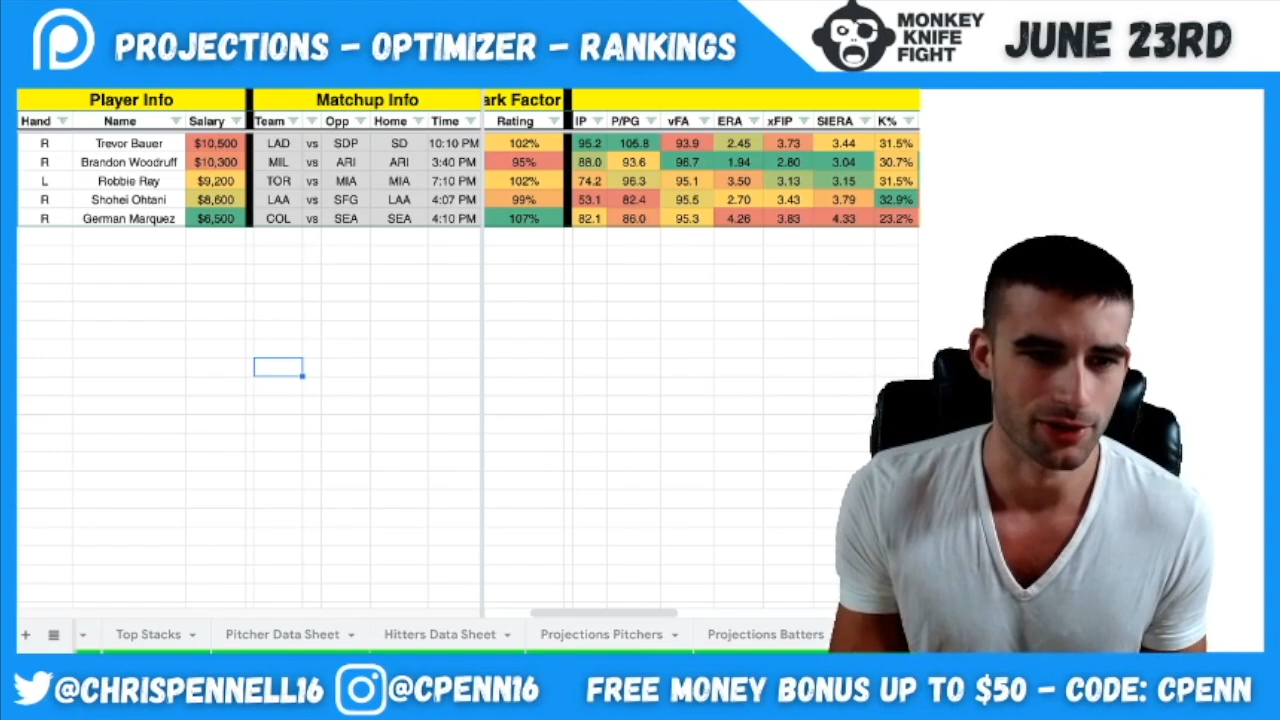 PROJECTIONS - OPTIMIZER - RANKINGS
MONKEY
KNIFE
FIGHT
JUNE 23RD
Player Info Matchup Info ark Factor
Hand Name Salary Team Opp Home Time Rating IP P/PG vFA ERA xFIP SIERA K%
R Trevor Bauer $10,500 LAD vs SDP SD 10:10 PM 102% 95.2 105.8 93.9 2.45 3.73 3.44 31.5%
R Brandon Woodruff $10,300 MIL vs ARI ARI 3:40 PM 95% 88.0 93.6 96.7 1.94 2.80 3.04 30.7%
L Robbie Ray $9,200 TOR vs MIA MIA 7:10 PM 102% 74.2 96.3 95.1 3.50 3.13 3.15 31.5%
R Shohei Ohtani $8,600 LAA vs SFG LAA 4:07 PM 99% 53.1 82.4 95.5 2.70 3.43 3.79 32.9%
R German Marquez $6,500 COL vs SEA SEA 4:10 PM 107% 82.1 86.0 95.3 4.26 3.83 4.33 23.2%
+ Top Stacks Pitcher Data Sheet Hitters Data Sheet Projections Pitchers Projections Batters
@CHRISPENNELL16 @CPENN16 FREE MONEY BONUS UP TO $50 - CODE: CPENN